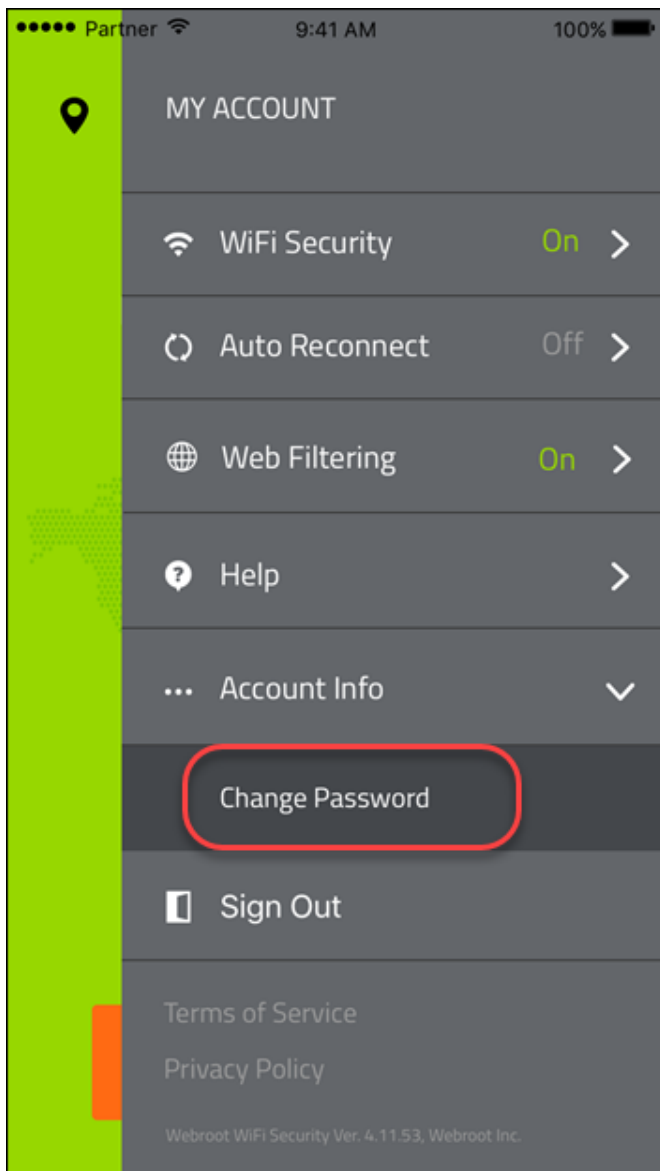 Partner 9:41 AM 100%
MY ACCOUNT
WiFi Security On
Auto Reconnect Off
Web Filtering On
? Help
Account Info
Change Password
Sign Out
Terms of Service
Privacy Policy
Webroot WiFi Security Ver. 4.11.53, Webroot Inc.